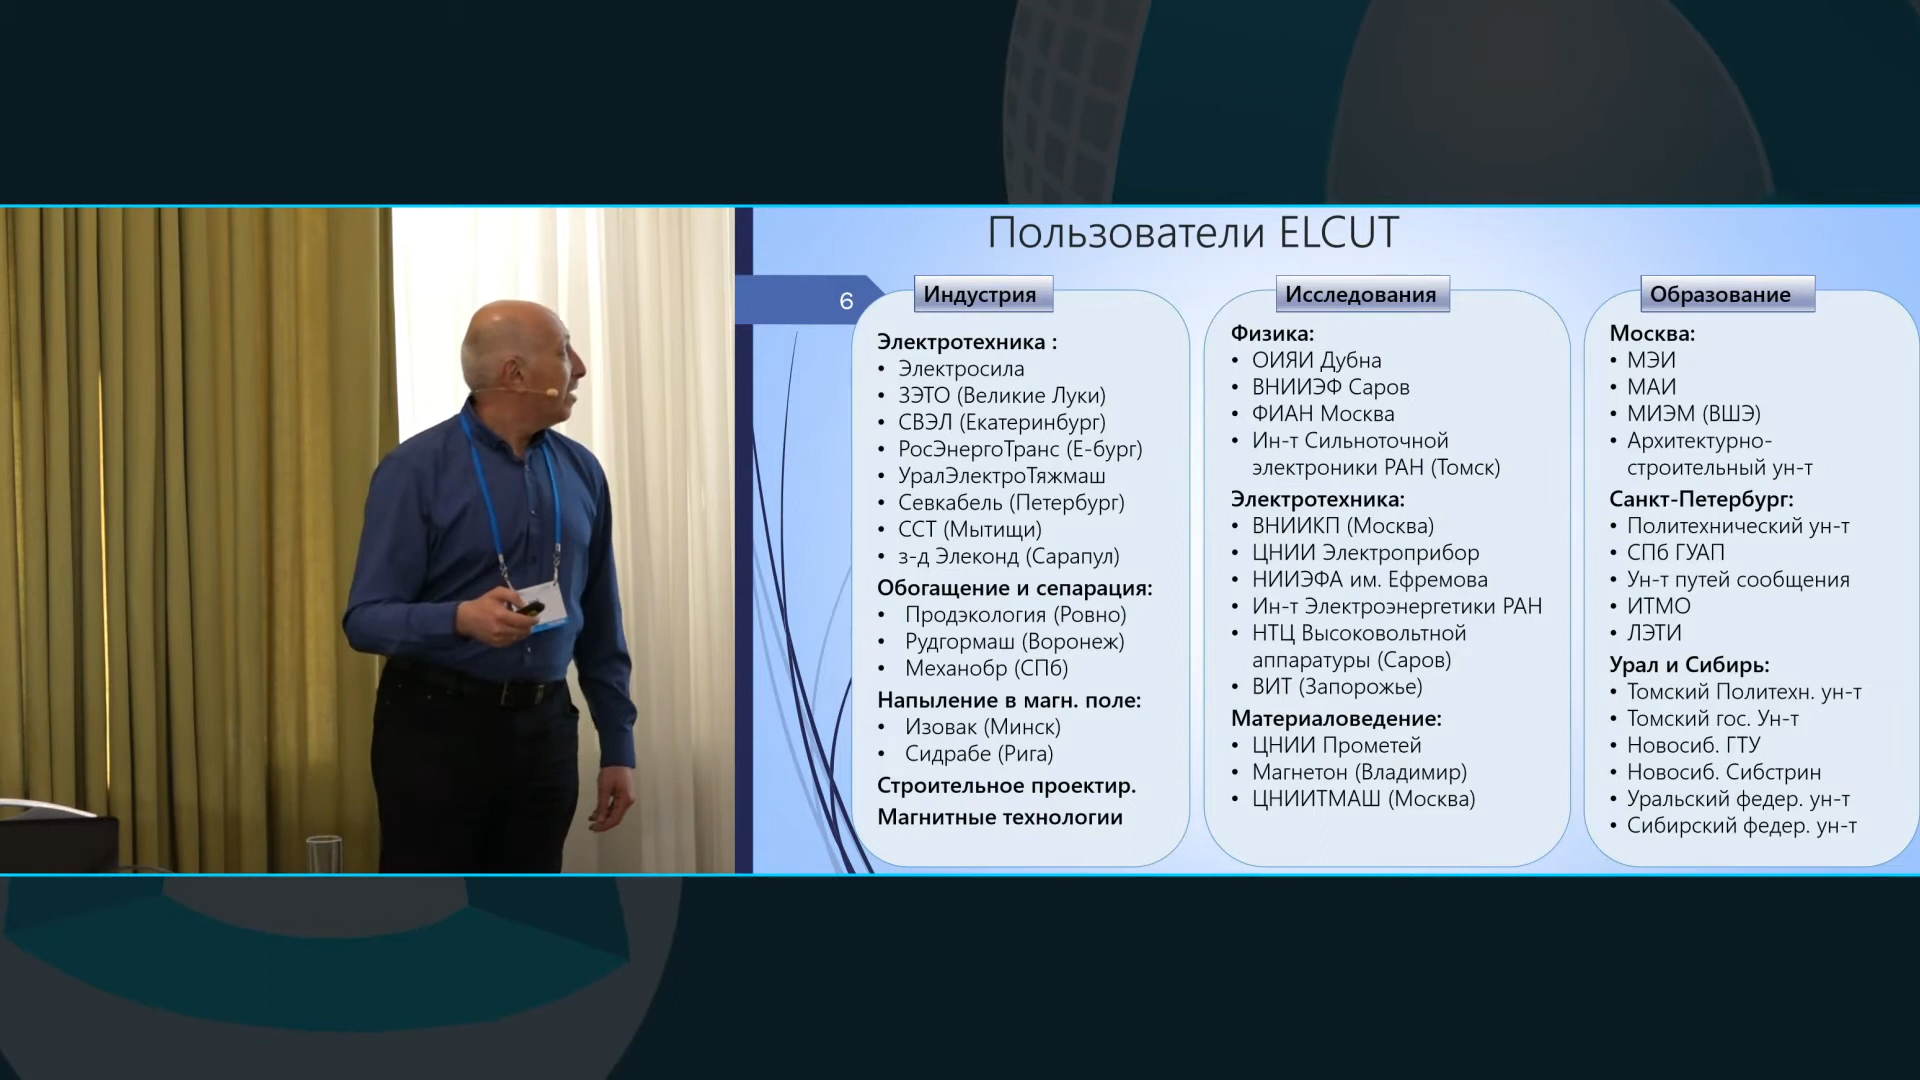 Пользователи ELCUT
6
Индустрия
Электротехника :
• Электросила
• ЗЭТО (Великие Луки)
• СВЭЛ (Екатеринбург)
• РосЭнергоТранс (Е-бург)
• УралЭлектроТяжмаш
• Севкабель (Петербург)
• ССТ (Мытищи)
• з-д Элеконд (Сарапул)
Обогащение и сепарация:
• Продэкология (Ровно)
• Рудгормаш (Воронеж)
• Механобр (СПб)
Напыление в магн. поле:
• Изовак (Минск)
• Сидрабе (Рига)
Строительное проектир.
Магнитные технологии
Исследования
Физика:
• ОИЯИ Дубна
• ВНИИЭФ Саров
• ФИАН Москва
• Ин-т Сильноточной
электроники РАН (Томск)
Электротехника:
• ВНИИКП (Москва)
• ЦНИИ Электроприбор
• НИИЭФА им. Ефремова
• Ин-т Электроэнергетики РАН
• НТЦ Высоковольтной
аппаратуры (Саров)
• ВИТ (Запорожье)
Материаловедение:
• ЦНИИ Прометей
• Магнетон (Владимир)
• ЦНИИТМАШ (Москва)
Образование
Москва:
• МЭИ
• МАИ
• МИЭМ (ВШЭ)
• Архитектурно-
строительный ун-т
Санкт-Петербург:
• Политехнический ун-т
• СПб ГУАП
• Ун-т путей сообщения
• ИТМО
• ЛЭТИ
Урал и Сибирь:
• Томский Политехн. ун-т
• Томский гос. Ун-т
• Новосиб. ГТУ
• Новосиб. Сибстрин
• Уральский федер. ун-т
• Сибирский федер. ун-т